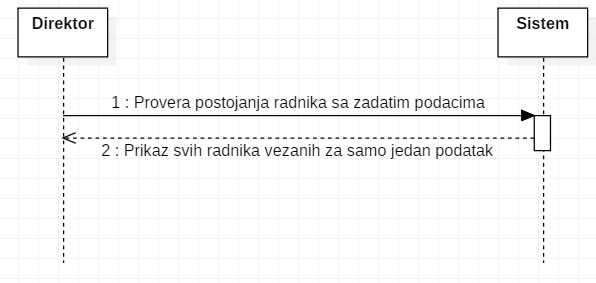 Direktor
Sistem
1 : Provera postojanja radnika sa zadatim podacima
2 : Prikaz svih radnika vezanih za samo jedan podatak